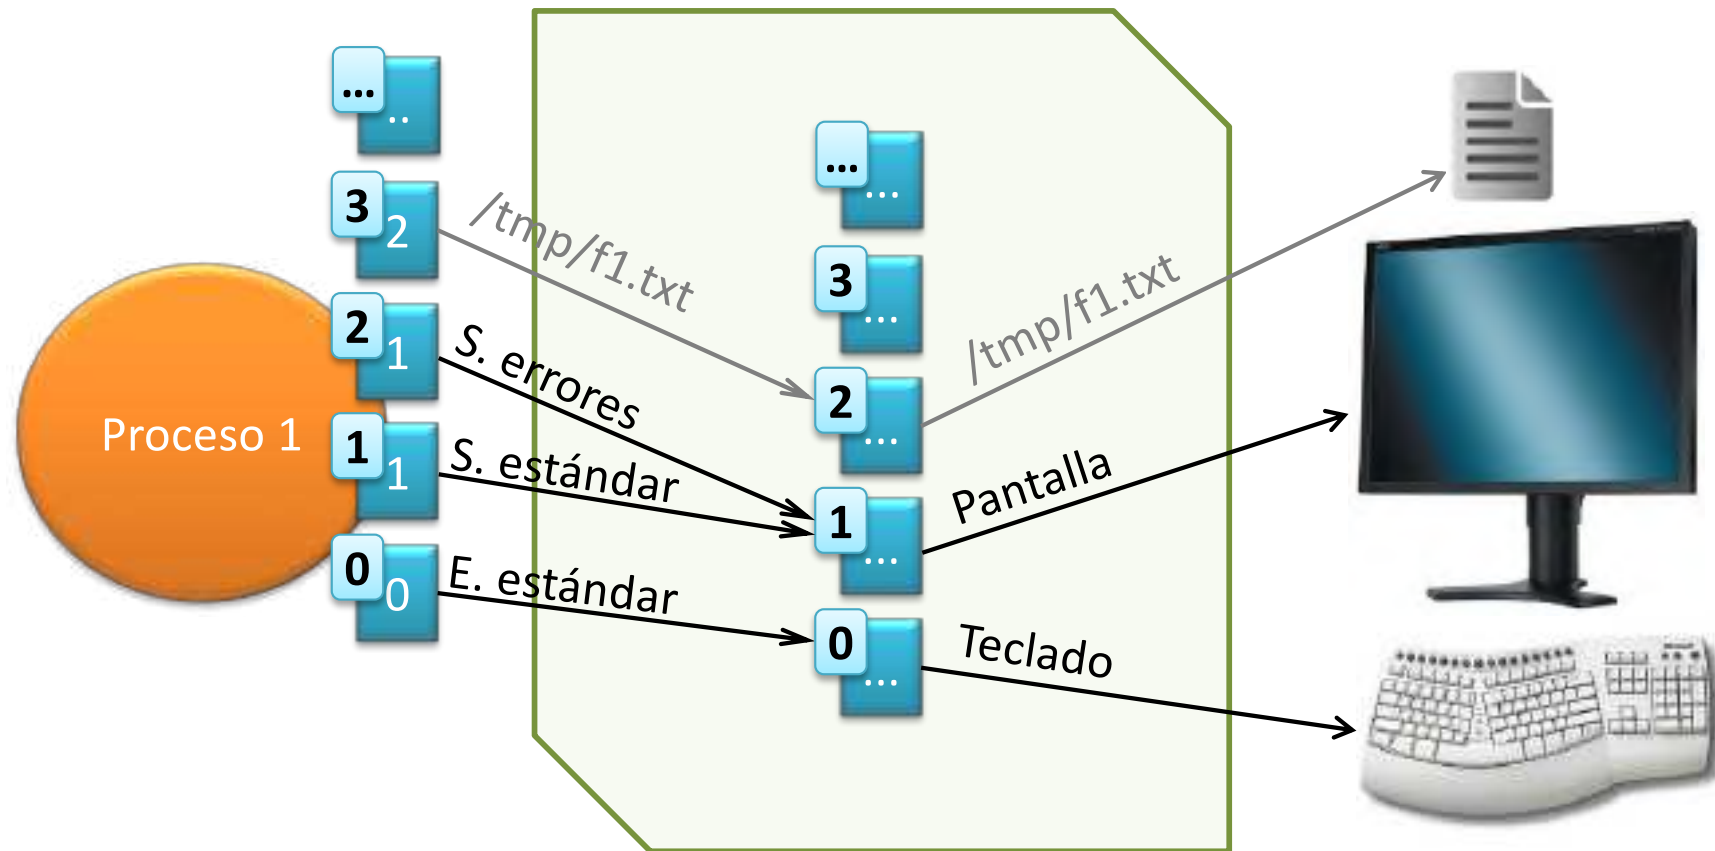 ...
..
3
2
/tmp/f1.txt
2
1
S. errores
Proceso 1
1
1
S. estándar
0
0
E. estándar
...
...
3
...
2
...
/tmp/f1.txt
1
...
Pantalla
0
...
Teclado